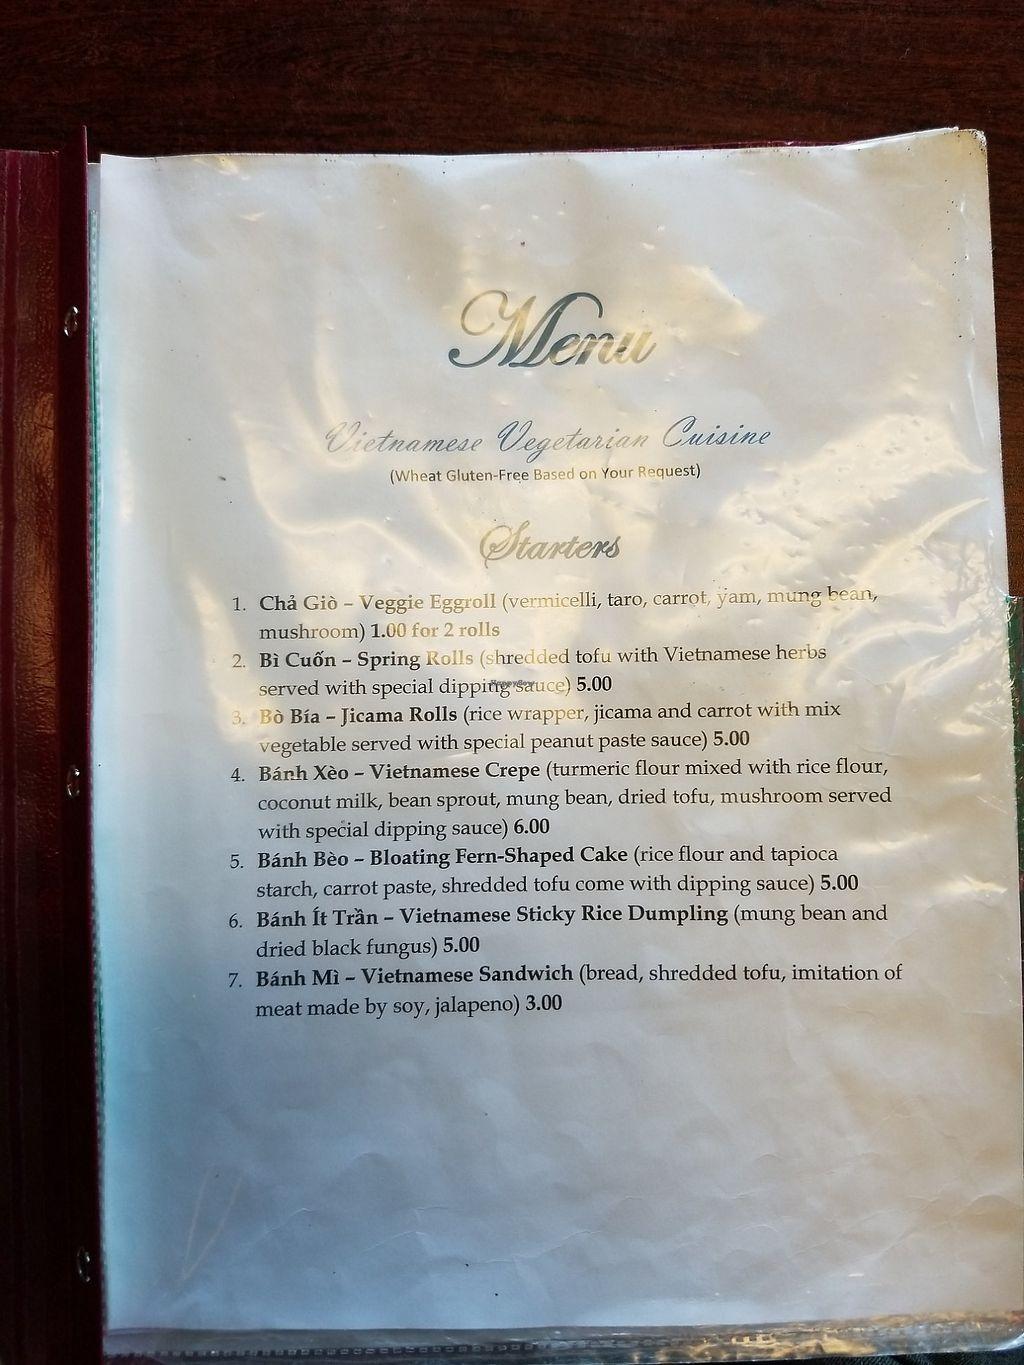 Menu
Vietnamese Vegetarian Cuisine
(Wheat Gluten-Free Based on Your Request)
Starters
1. Chả Giò – Veggie Eggroll (vermicelli, taro, carrot, yam, mung bean,
mushroom) 1.00 for 2 rolls
2. Bì Cuốn – Spring Rolls (shredded tofu with Vietnamese herbs
served with special dipping sauce) 5.00
HappyCow
3. Bò Bía – Jicama Rolls (rice wrapper, jicama and carrot with mix
vegetable served with special peanut paste sauce) 5.00
4. Bánh Xèo – Vietnamese Crepe (turmeric flour mixed with rice flour,
coconut milk, bean sprout, mung bean, dried tofu, mushroom served
with special dipping sauce) 6.00
5. Bánh Bèo – Bloating Fern-Shaped Cake (rice flour and tapioca
starch, carrot paste, shredded tofu come with dipping sauce) 5.00
6. Bánh Ít Trần – Vietnamese Sticky Rice Dumpling (mung bean and
dried black fungus) 5.00
7. Bánh Mì – Vietnamese Sandwich (bread, shredded tofu, imitation of
meat made by soy, jalapeno) 3.00